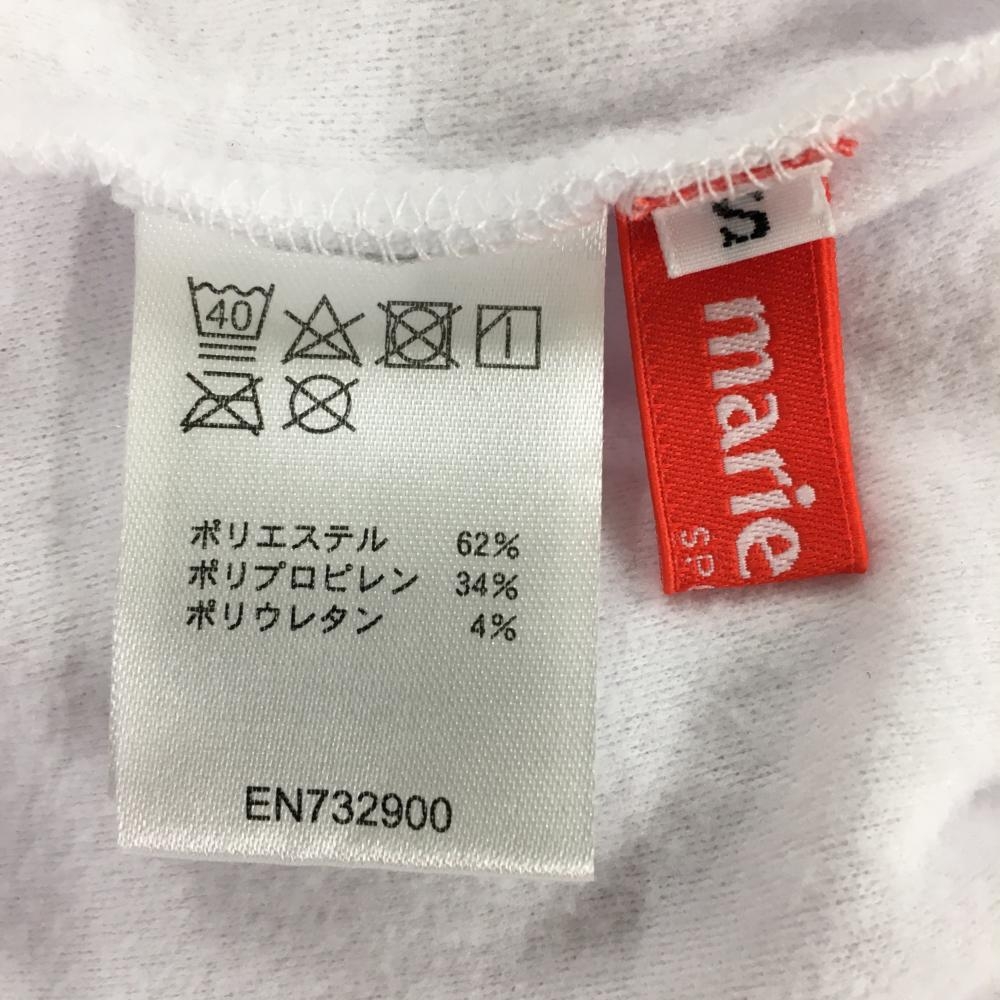 40
ポリエステル 62%
ポリプロピレン 34%
ポリウレタン 4%
EN732900
S
marie